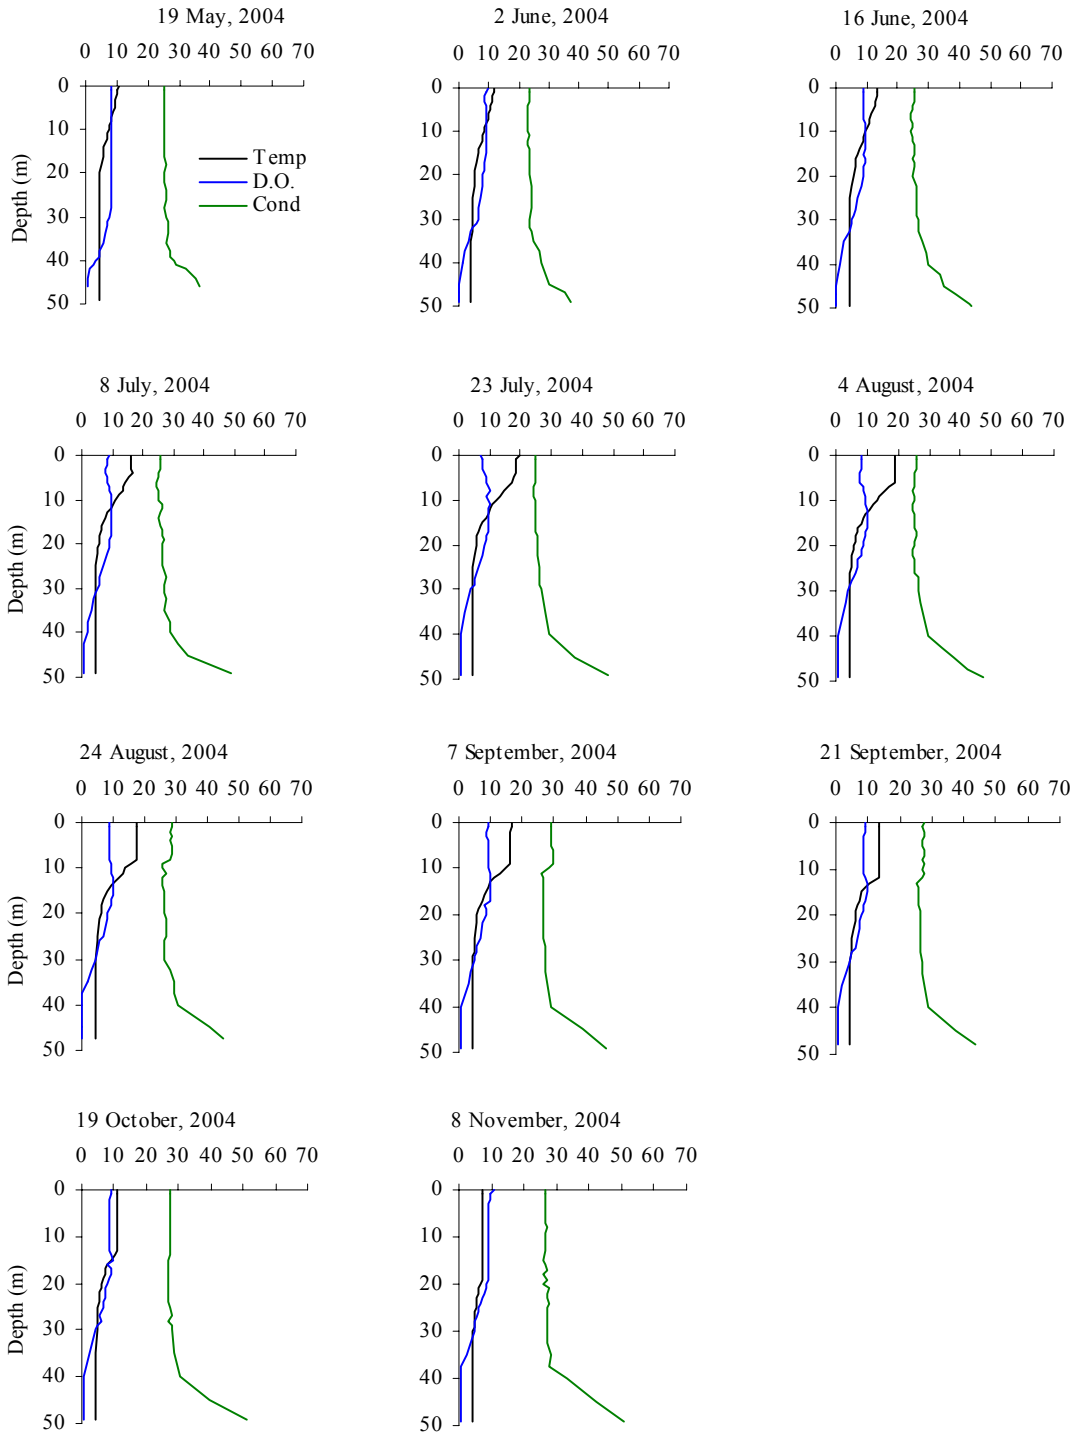 19 May, 2004
2 June, 2004
16 June, 2004
0 10 20 30 40 50 60 70
0 10 20 30 40 50 60 70
0 10 20 30 40 50 60 70
0
10
20
30
40
50
Depth (m)
Temp
D.O.
Cond
0
10
20
30
40
50
0
10
20
30
40
50
8 July, 2004
23 July, 2004
4 August, 2004
0 10 20 30 40 50 60 70
0 10 20 30 40 50 60 70
0 10 20 30 40 50 60 70
0
10
20
30
40
50
Depth (m)
0
10
20
30
40
50
0
10
20
30
40
50
24 August, 2004
7 September, 2004
21 September, 2004
0 10 20 30 40 50 60 70
0 10 20 30 40 50 60 70
0 10 20 30 40 50 60 70
0
10
20
30
40
50
Depth (m)
0
10
20
30
40
50
0
10
20
30
40
50
19 October, 2004
8 November, 2004
0 10 20 30 40 50 60 70
0 10 20 30 40 50 60 70
0
10
20
30
40
50
Depth (m)
0
10
20
30
40
50